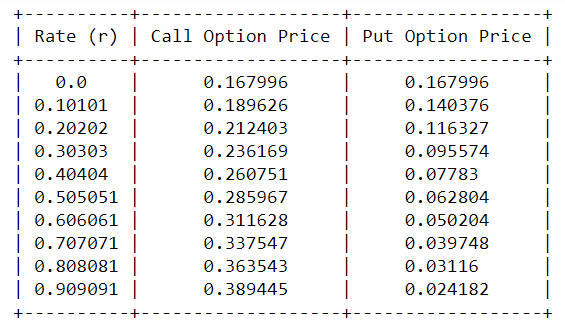 +----------+-------------------+------------------+
| Rate (r) | Call Option Price | Put Option Price |
+----------+-------------------+------------------+
|   0.0    |      0.167996     |     0.167996     |
| 0.10101  |      0.189626     |     0.140376     |
| 0.20202  |      0.212403     |     0.116327     |
| 0.30303  |      0.236169     |     0.095574     |
| 0.40404  |      0.260751     |     0.07783      |
| 0.505051 |      0.285967     |     0.062804     |
| 0.606061 |      0.311628     |     0.050204     |
| 0.707071 |      0.337547     |     0.039748     |
| 0.808081 |      0.363543     |     0.03116      |
| 0.909091 |      0.389445     |     0.024182     |
+----------+-------------------+------------------+